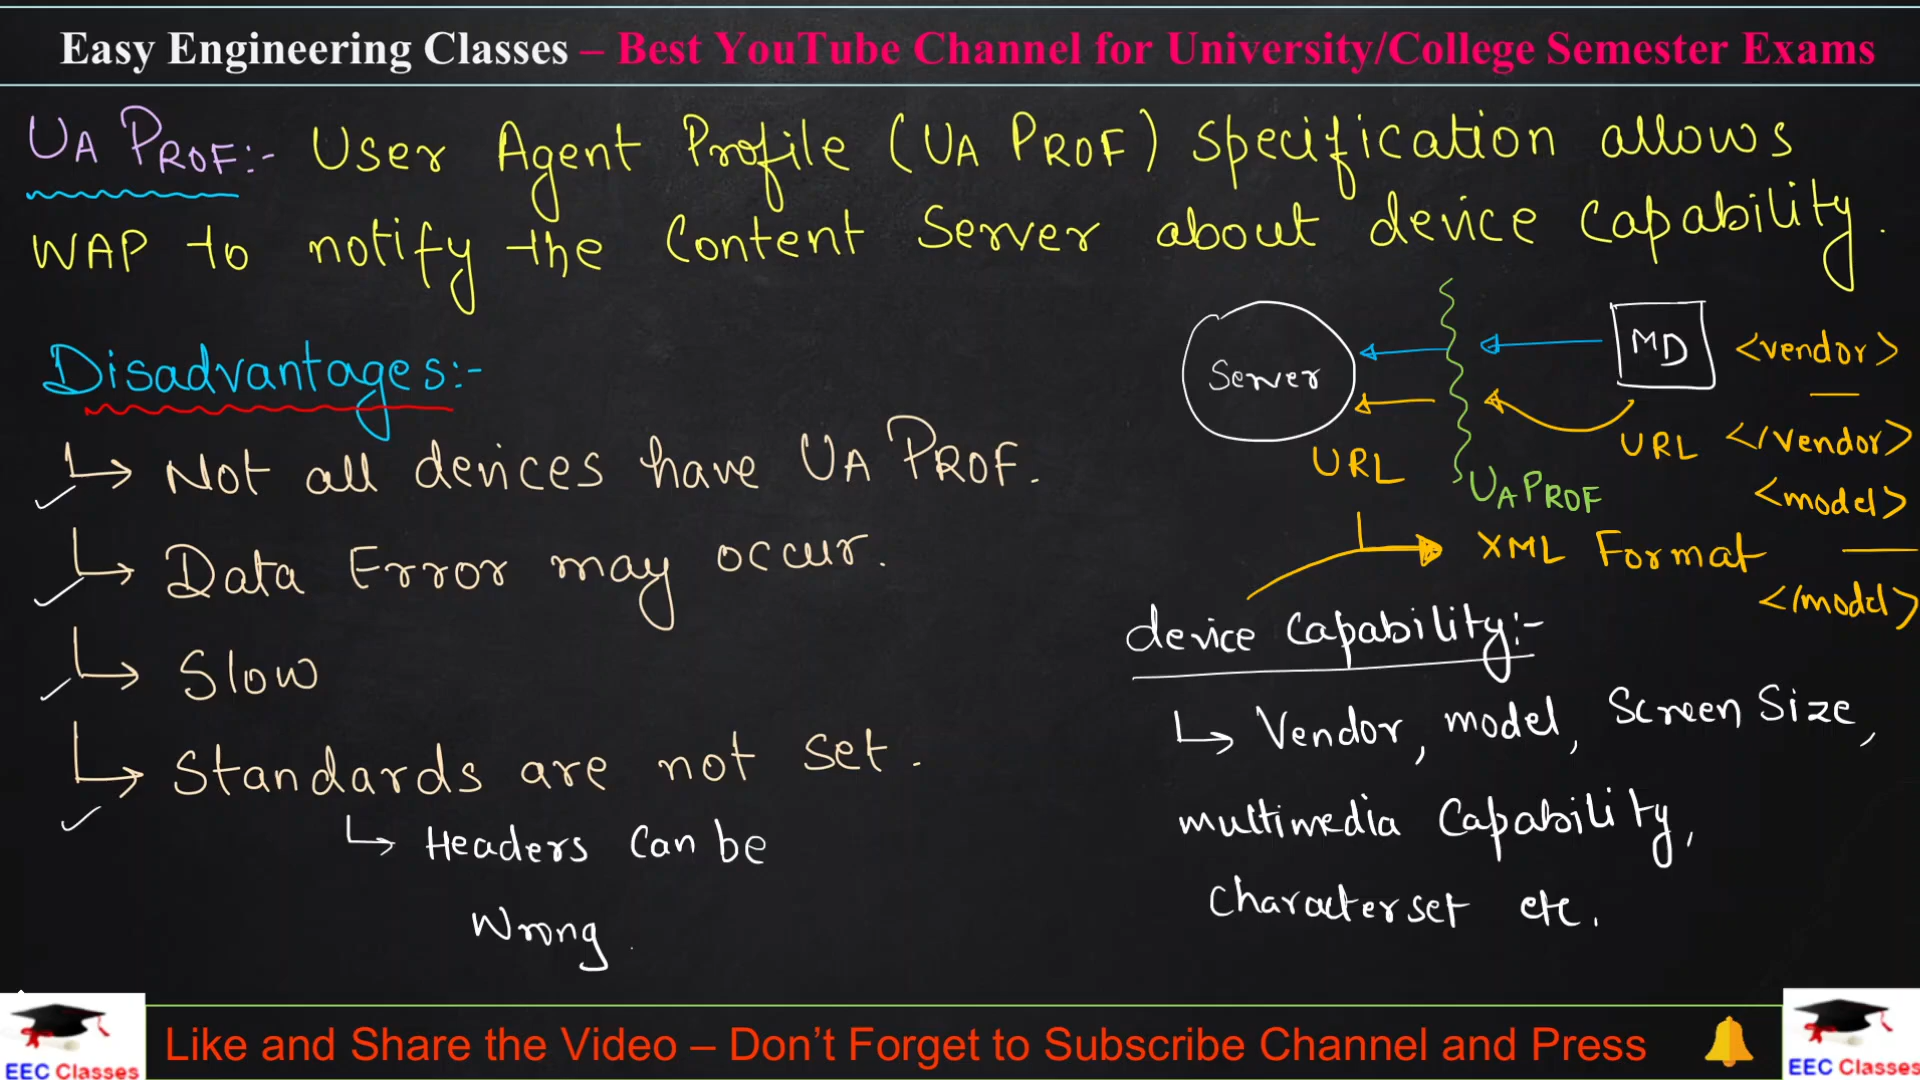 Easy Engineering Classes – Best YouTube Channel for University/College Semester Exams
UA PROF:- User Agent Profile (UA PROF) Specification allows
WAP to notify the Content Server about device Capability.
Disadvantages:-
Not all devices have UA PROF.
Data Error may occur.
Slow
Standards are not set.
Headers Can be
Wrong.
Server
MD
URL
URL
UA PROF
<vendor>
</vendor>
<model>
</model>
XML Format
device Capability:-
Vendor, model, Screen Size,
multimedia Capability,
Character set etc.
EEC Classes
Like and Share the Video – Don’t Forget to Subscribe Channel and Press
EEC Classes